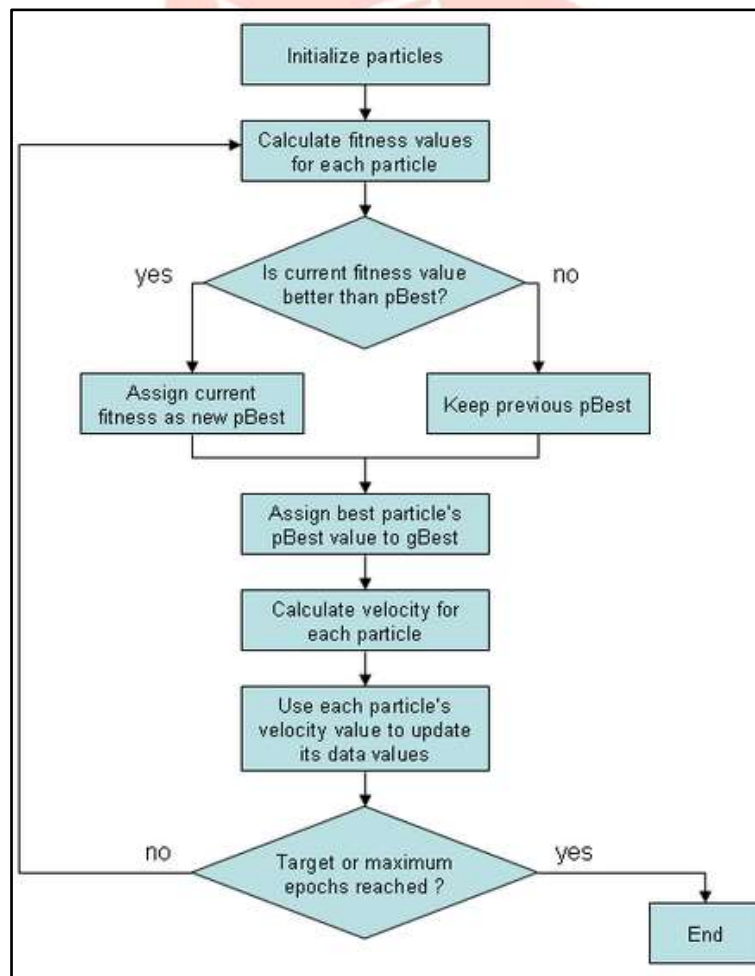 Initialize particles
Calculate fitness values
for each particle
yes
Is current fitness value
better than pBest?
no
Assign current
fitness as new pBest
Keep previous pBest
Assign best particle's
pBest value to gBest
Calculate velocity for
each particle
Use each particle's
velocity value to update
its data values
no
Target or maximum
epochs reached ?
yes
End